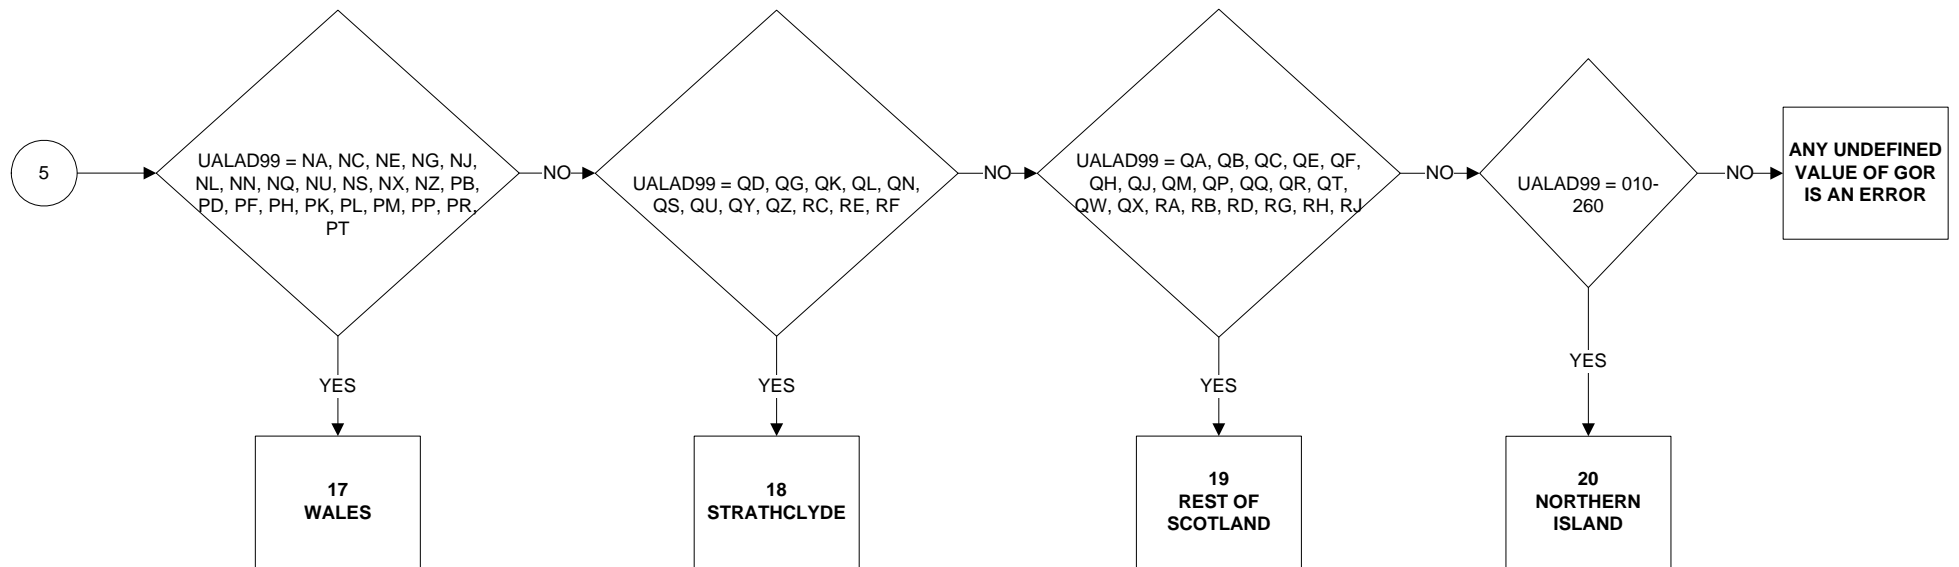 5
UALAD99 = NA, NC, NE, NG, NJ,
NL, NN, NQ, NU, NS, NX, NZ, PB,
PD, PF, PH, PK, PL, PM, PP, PR,
PT
NO
UALAD99 = QD, QG, QK, QL, QN,
QS, QU, QY, QZ, RC, RE, RF
NO
UALAD99 = QA, QB, QC, QE, QF,
QH, QJ, QM, QP, QQ, QR, QT,
QW, QX, RA, RB, RD, RG, RH, RJ
NO
UALAD99 = 010-
260
NO
ANY UNDEFINED
VALUE OF GOR
IS AN ERROR
YES
YES
YES
YES
17
WALES
18
STRATHCLYDE
19
REST OF
SCOTLAND
20
NORTHERN
ISLAND